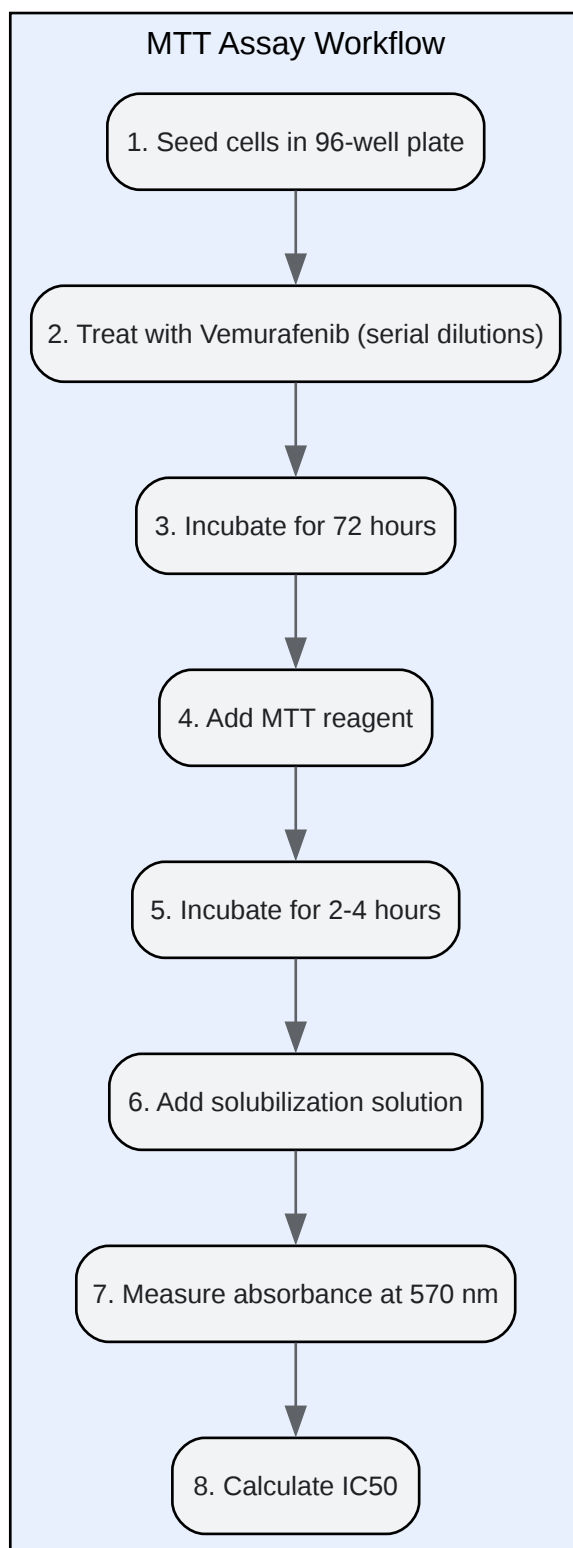 MTT Assay Workflow
1. Seed cells in 96-well plate
2. Treat with Vemurafenib (serial dilutions)
3. Incubate for 72 hours
4. Add MTT reagent
5. Incubate for 2-4 hours
6. Add solubilization solution
7. Measure absorbance at 570 nm
8. Calculate IC50